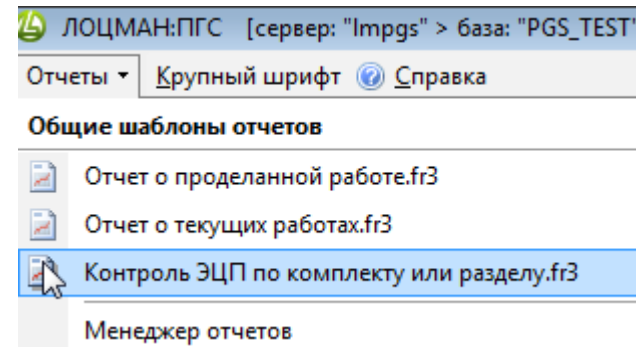 ЛОЦМАН:ПГС [сервер: "lmpgs" > база: "PGS_TEST"
Отчеты Крупный шрифт Справка
Общие шаблоны отчетов
Отчет о проделанной работе.fr3
Отчет о текущих работах.fr3
Контроль ЭЦП по комплекту или разделу.fr3
Менеджер отчетов